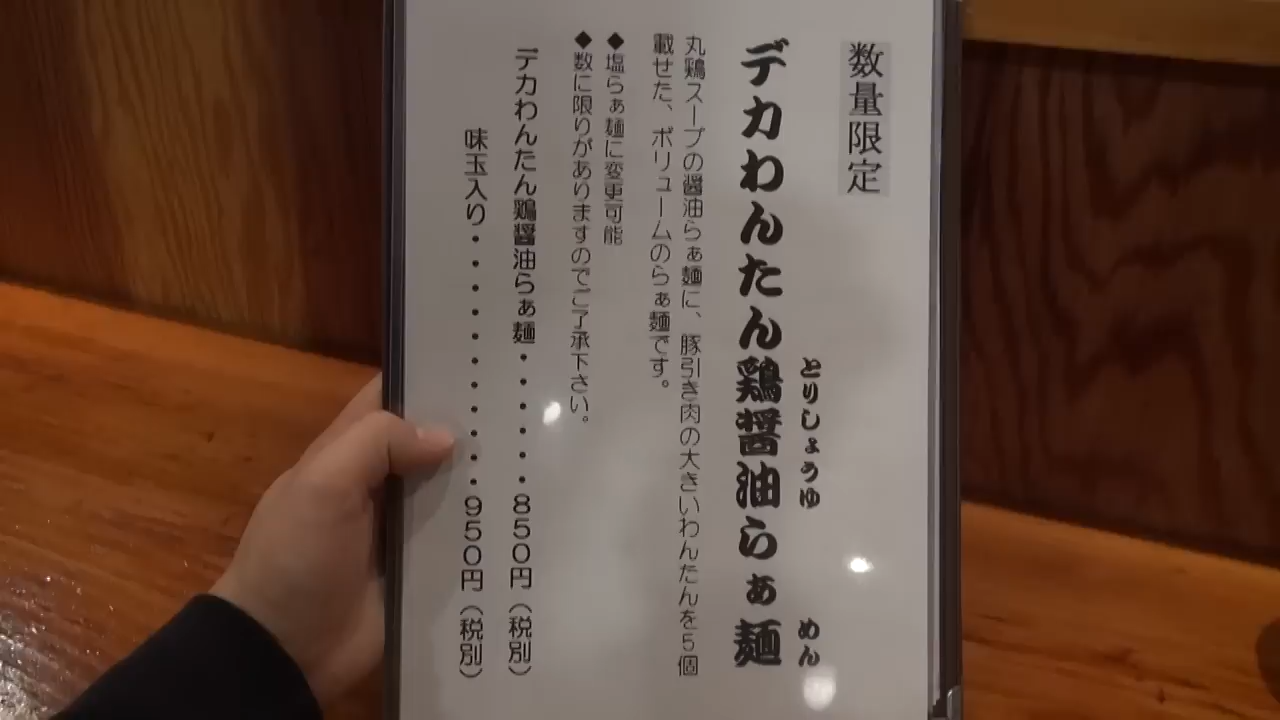 数量限定
デカわんたん鶏醤油らぁ麺
とりしょうゆ めん
丸鶏スープの醤油らぁ麺に、豚引き肉の大きいわんたんを5個
載せた、ボリュームのらぁ麺です。
◆塩らぁ麺に変更可能
◆数に限りがありますのでご了承下さい。
デカわんたん鶏醤油らぁ麺・・・・・・850円(税別)
味玉入り・・・・・・・・・・・950円(税別)